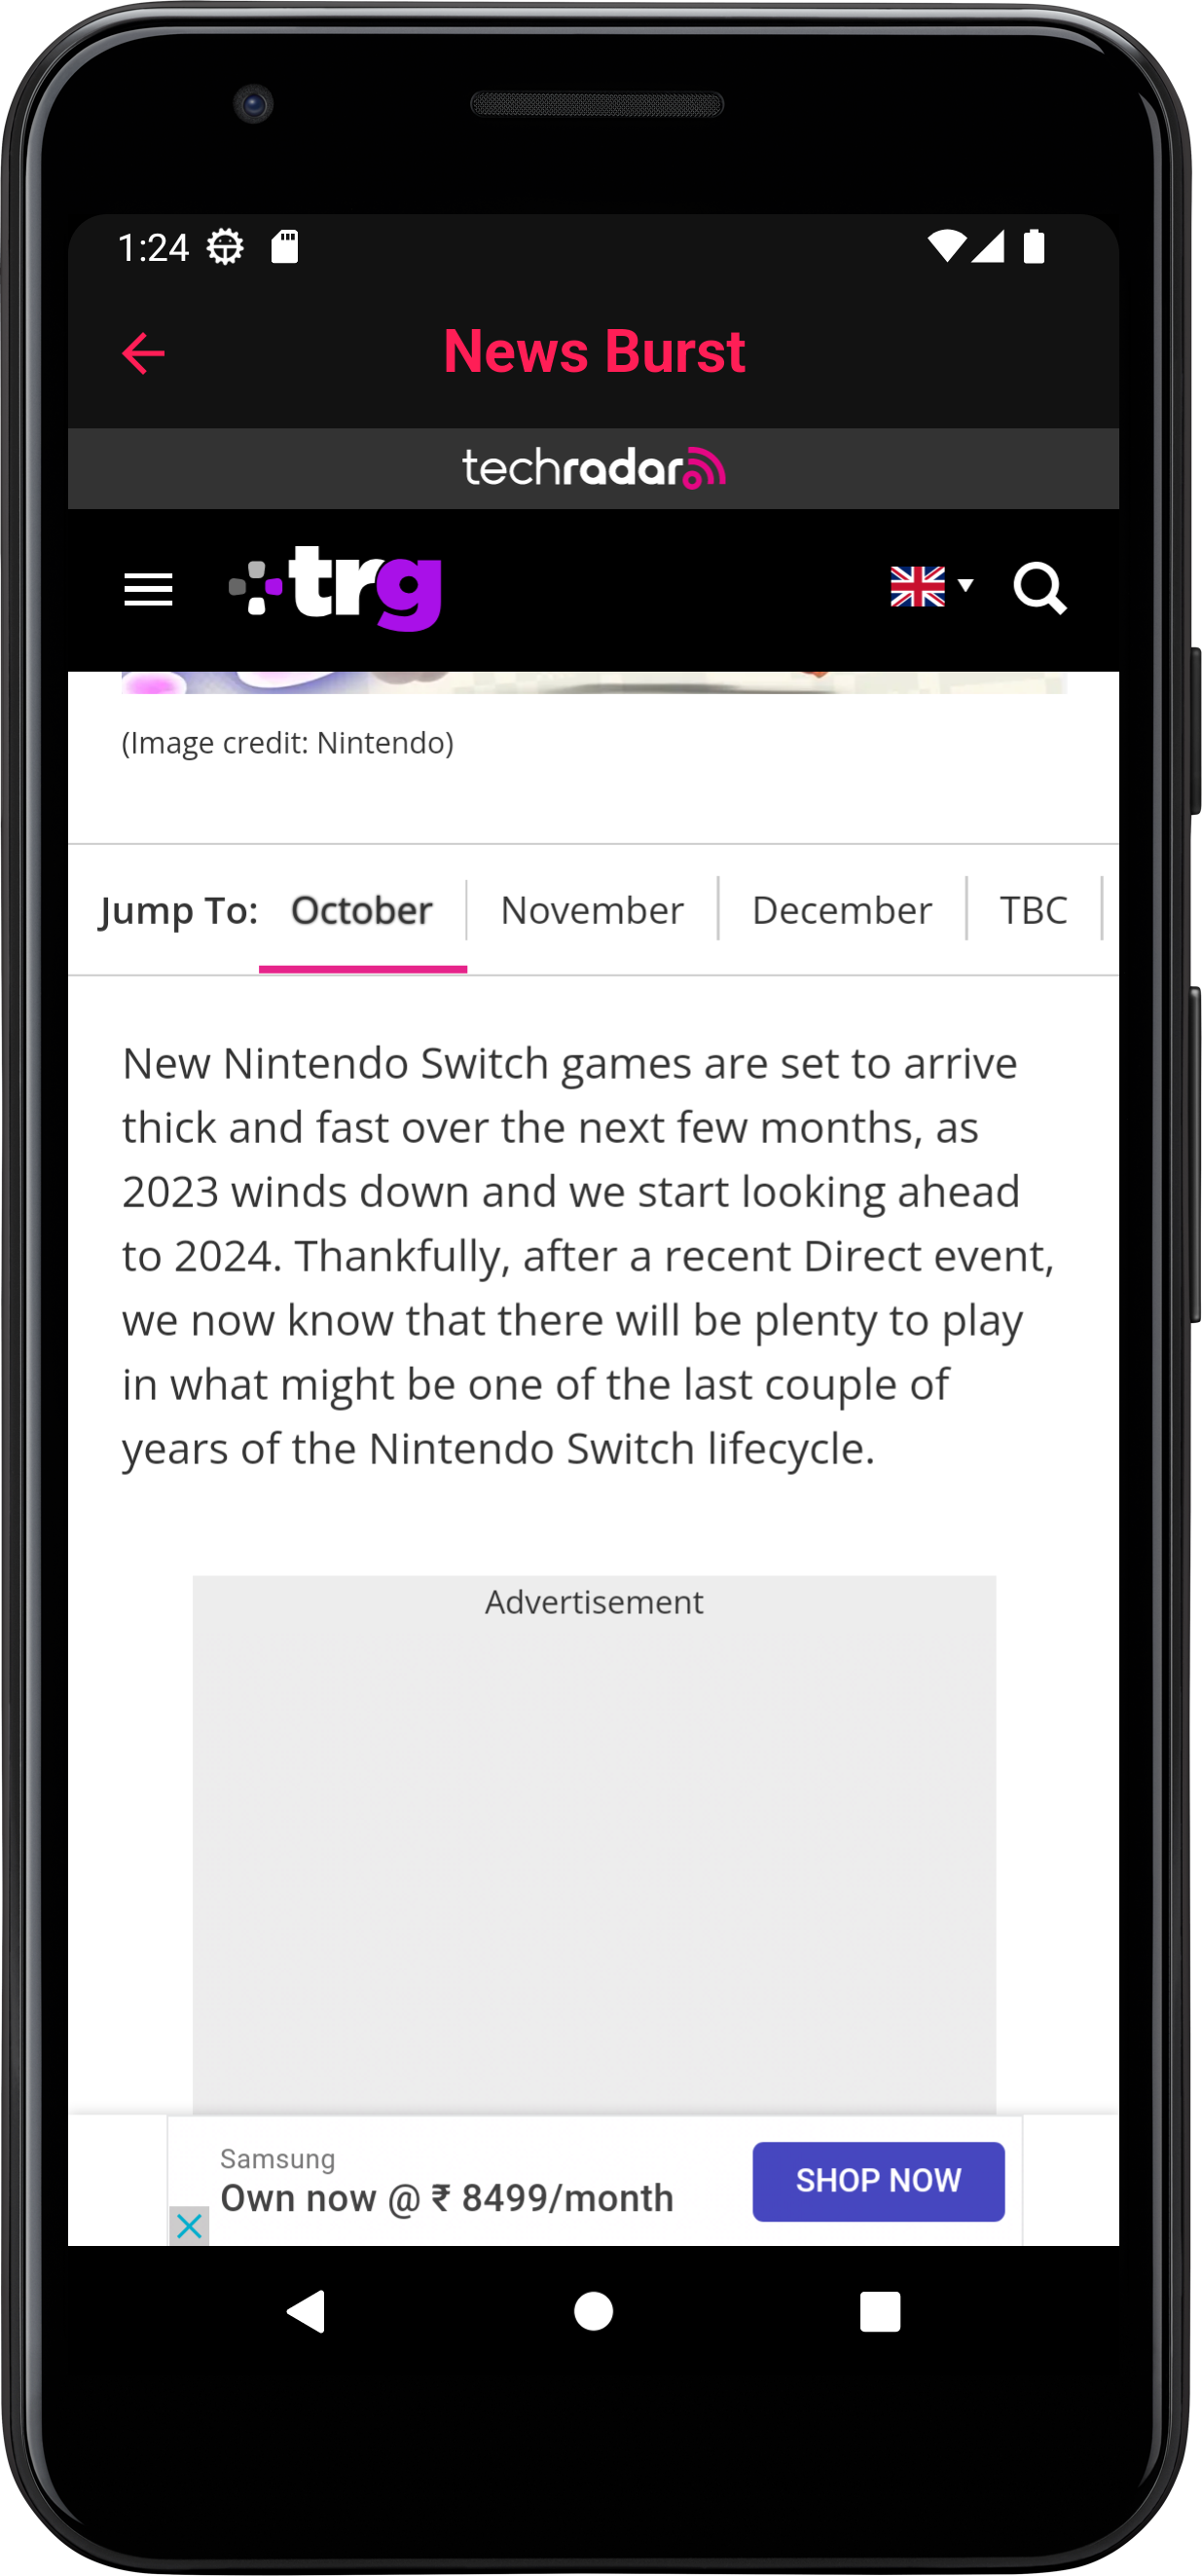 1:24
News Burst
techradar
trg
(Image credit: Nintendo)
Jump To: October November December TBC
New Nintendo Switch games are set to arrive
thick and fast over the next few months, as
2023 winds down and we start looking ahead
to 2024. Thankfully, after a recent Direct event,
we now know that there will be plenty to play
in what might be one of the last couple of
years of the Nintendo Switch lifecycle.
Advertisement
Samsung
Own now @ ₹ 8499/month
SHOP NOW